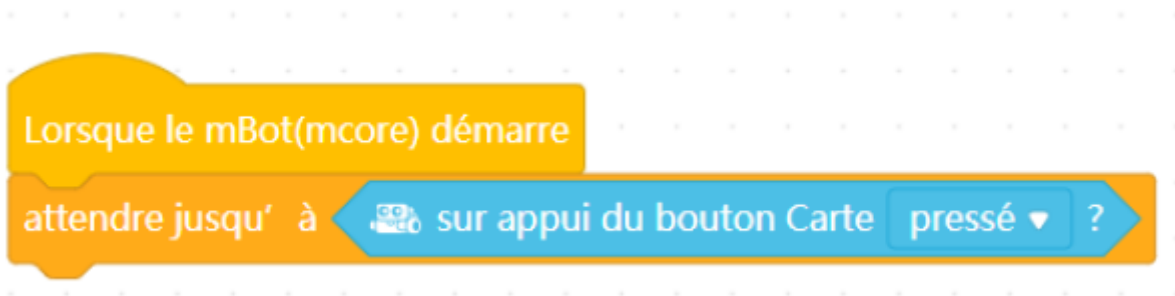 Lorsque le mBot(mcore) démarre
attendre jusqu' à sur appui du bouton Carte pressé ?